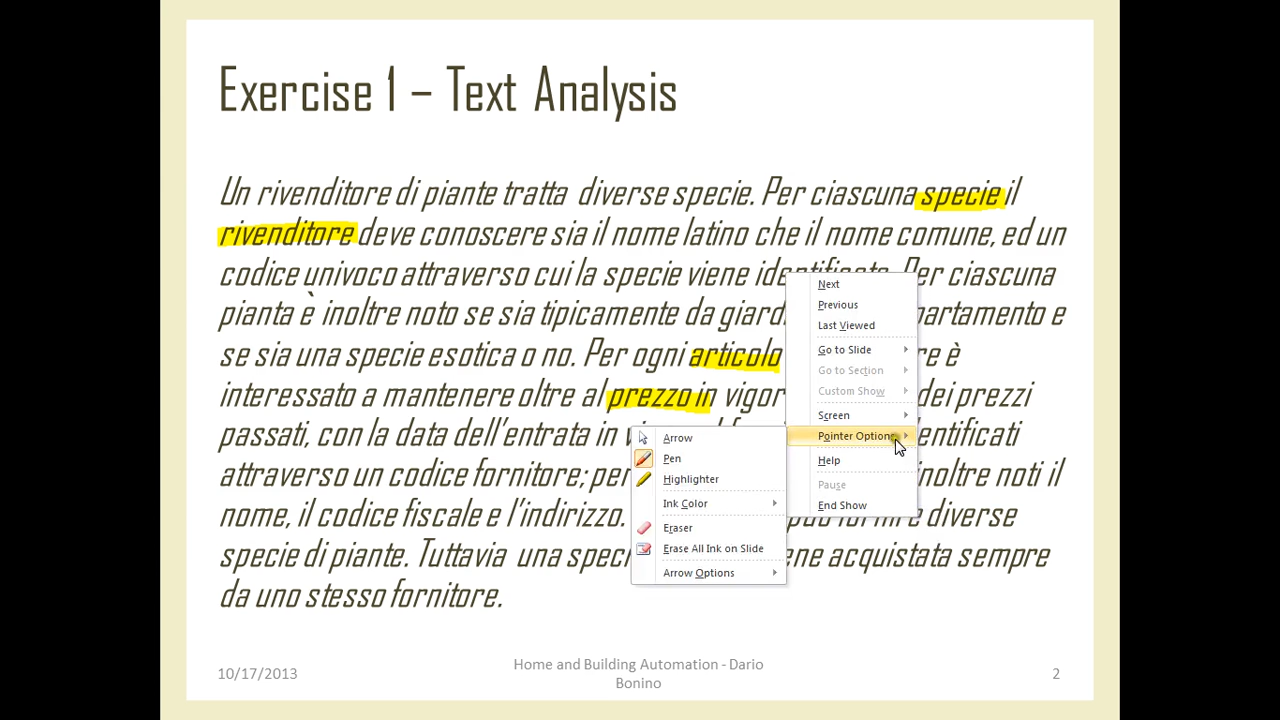 Exercise 1 – Text Analysis
Un rivenditore di piante tratta diverse specie. Per ciascuna specie il
rivenditore deve conoscere sia il nome latino che il nome comune, ed un
codice univoco attraverso cui la specie viene identificata. Per ciascuna
pianta è inoltre noto se sia tipicamente da giard partamento e
se sia una specie esotica o no. Per ogni articolo re è
interessato a mantenere oltre al prezzo in vigor dei prezzi
passati, con la data dell'entrata in entificati
attraverso un codice fornitore; per inoltre noti il
nome, il codice fiscale e l'indirizzo. può fornire diverse
specie di piante. Tuttavia una speci ene acquistata sempre
da uno stesso fornitore.
Next
Previous
Last Viewed
Go to Slide
Go to Section
Custom Show
Screen
Pointer Options
Help
Pause
End Show
Arrow
Pen
Highlighter
Ink Color
Eraser
Erase All Ink on Slide
Arrow Options
10/17/2013
Home and Building Automation - Dario
Bonino
2